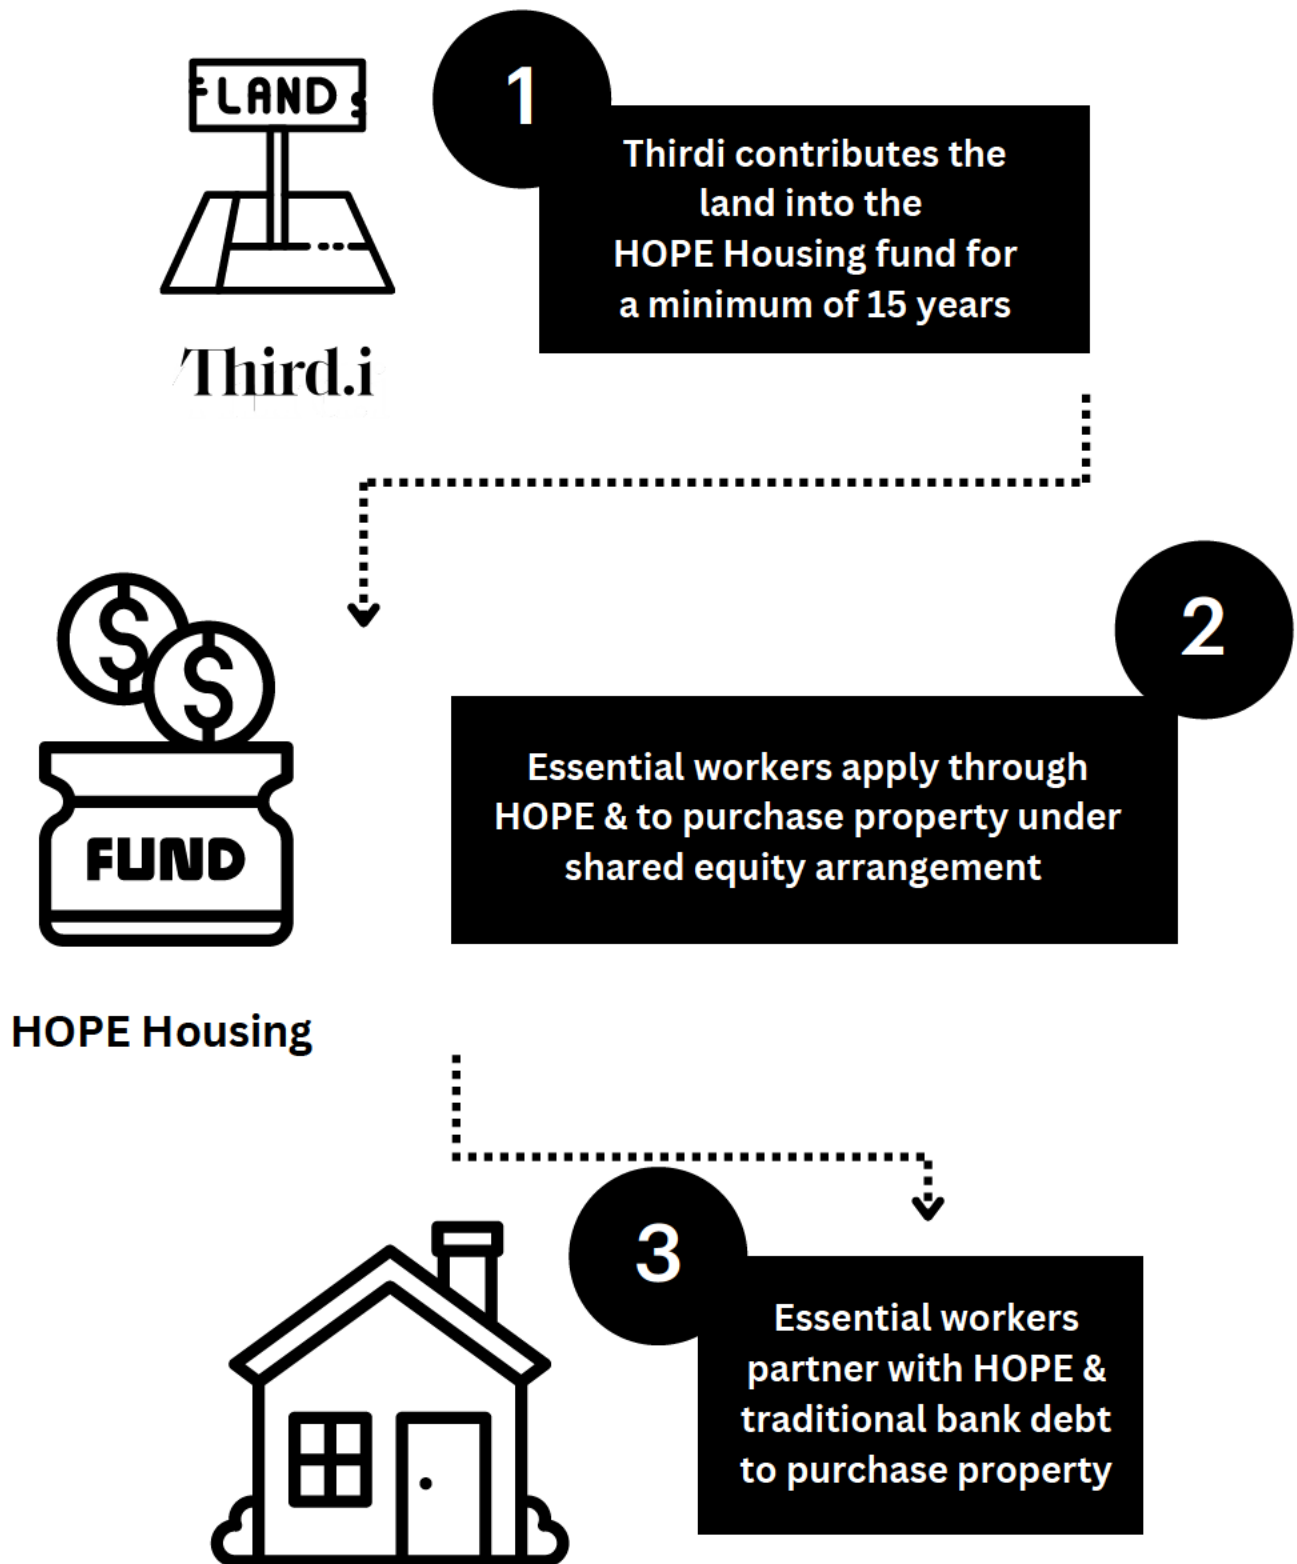 LAND
1
Thirdi contributes the
land into the
HOPE Housing fund for
a minimum of 15 years
Third.i
2
$
$
Essential workers apply through
HOPE & to purchase property under
shared equity arrangement
FUND
HOPE Housing
3
Essential workers
partner with HOPE &
traditional bank debt
to purchase property